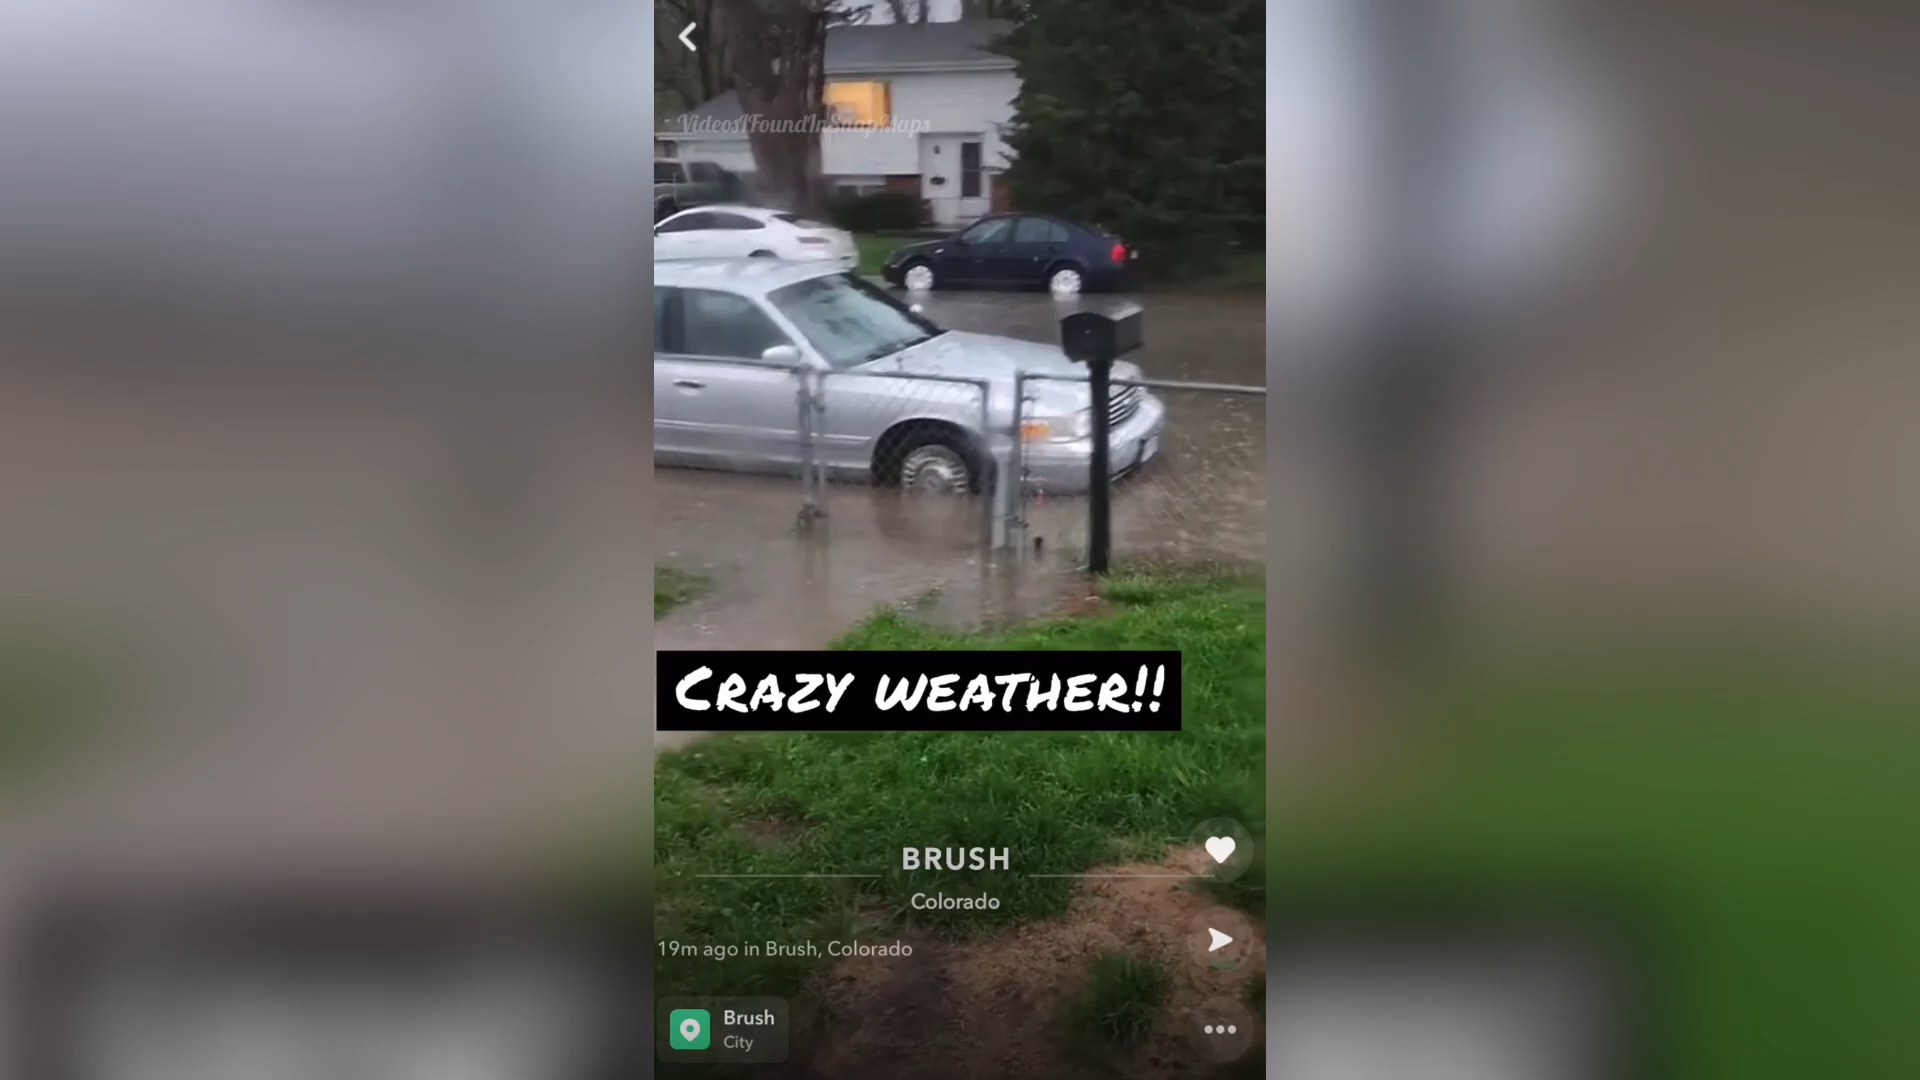 VideosIFoundInSnapMaps
Crazy weather!!
BRUSH
Colorado
19m ago in Brush, Colorado
Brush
City